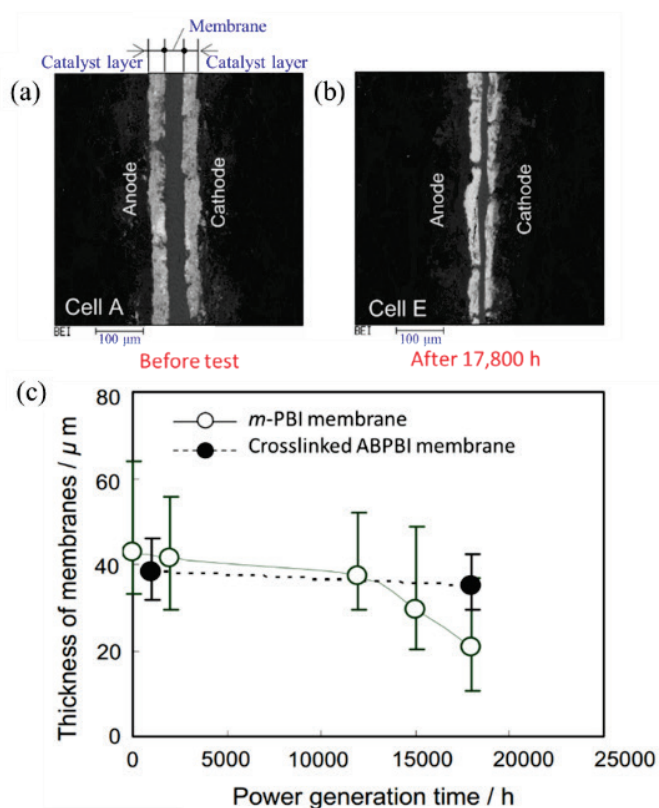 Membrane
Catalyst layer Catalyst layer
(a)
Anode
Cathode
Cell A
BEI
100 μm
Before test
(b)
Anode
Cathode
Cell E
BEI
100 μm
After 17,800 h
(c)
m-PBI membrane
Crosslinked ABPBI membrane
Thickness of membranes / μm
80
60
40
20
0
0 5000 10000 15000 20000 25000
Power generation time / h